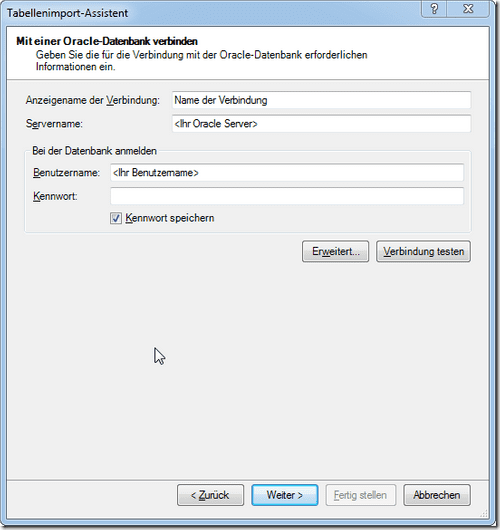 Tabellenimport-Assistent
Mit einer Oracle-Datenbank verbinden
Geben Sie die für die Verbindung mit der Oracle-Datenbank erforderlichen
Informationen ein.
Anzeigename der Verbindung: Name der Verbindung
Servername: <Ihr Oracle Server>
Bei der Datenbank anmelden
Benutzername: <Ihr Benutzername>
Kennwort:
Kennwort speichern
Erweitert... Verbindung testen
< Zurück Weiter > Fertig stellen Abbrechen